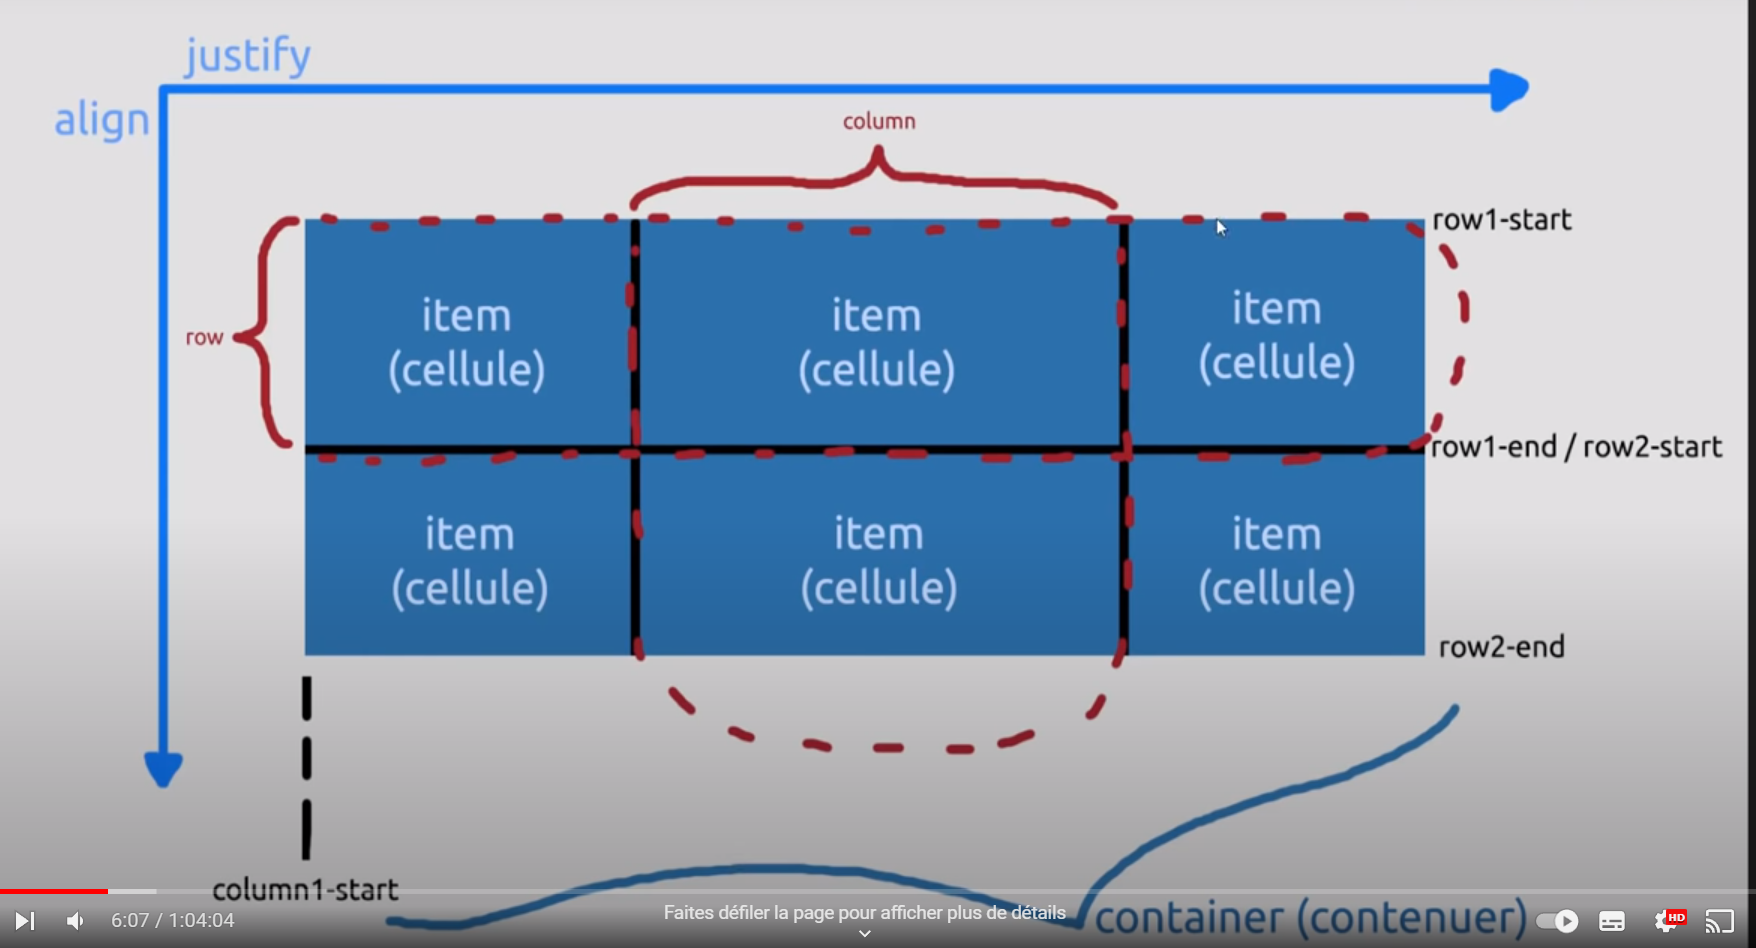 justify
align
column
row1-start
item
(cellule)
item
(cellule)
item
(cellule)
row
row1-end / row2-start
item
(cellule)
item
(cellule)
item
(cellule)
row2-end
column1-start
container (contenuer)
6:07 / 1:04:04
Faites défiler la page pour afficher plus de détails
HD